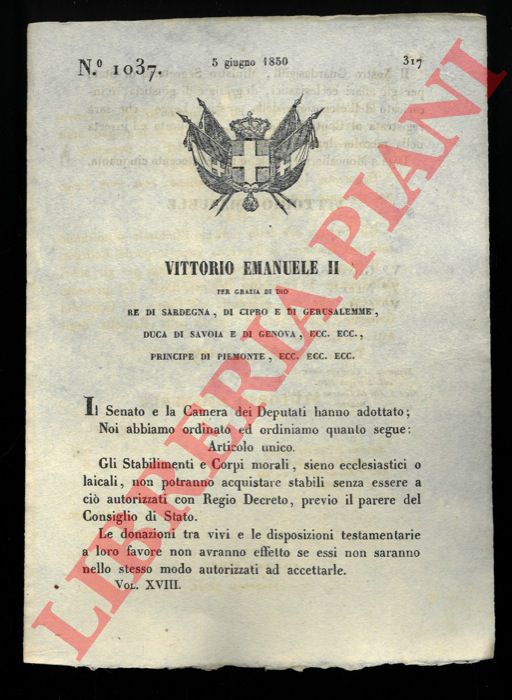 N.º 1037.
5 giugno 1850
317
VITTORIO EMANUELE II
PER GRAZIA DI DIO
RE DI SARDEGNA, DI CIPRO E DI GERUSALEMME,
DUCA DI SAVOIA E DI GENOVA, ECC. ECC.,
PRINCIPE DI PIEMONTE, ECC. ECC. ECC.
Il Senato e la Camera dei Deputati hanno adottato;
Noi abbiamo ordinato ed ordiniamo quanto segue:
Articolo unico.
Gli Stabilimenti e Corpi morali, sieno ecclesiastici o
laicali, non potranno acquistare stabili senza essere a
ciò autorizzati con Regio Decreto, previo il parere del
Consiglio di Stato.
Le donazioni tra vivi e le disposizioni testamentarie
a loro favore non avranno effetto se essi non saranno
nello stesso modo autorizzati ad accettarle.
VOL. XVIII.
LIBRERIA PIANI